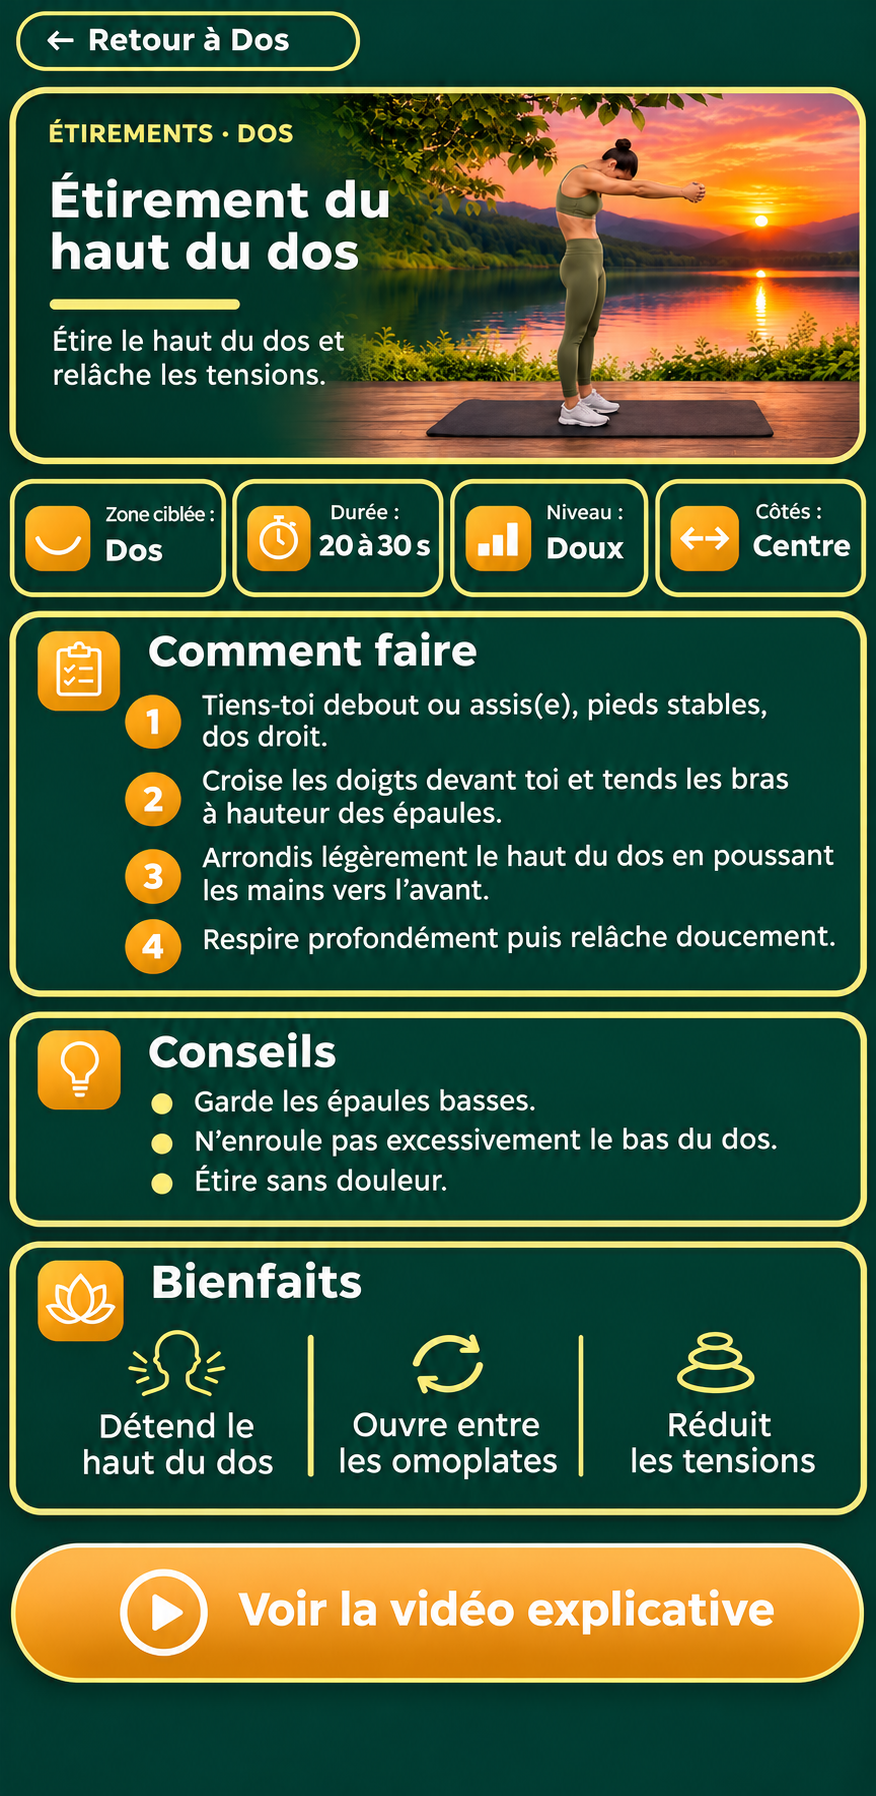 ← Retour à Dos
ÉTIREMENTS · DOS
Étirement du
haut du dos
Étire le haut du dos et
relâche les tensions.
Zone ciblée :
Dos
Durée :
20 à 30 s
Niveau :
Doux
Côtés :
Centre
Comment faire
1 Tiens-toi debout ou assis(e), pieds stables,
dos droit.
2 Croise les doigts devant toi et tends les bras
à hauteur des épaules.
3 Arrondis légèrement le haut du dos en poussant
les mains vers l’avant.
4 Respire profondément puis relâche doucement.
Conseils
Garde les épaules basses.
N’enroule pas excessivement le bas du dos.
Étire sans douleur.
Bienfaits
Détend le
haut du dos
Ouvre entre
les omoplates
Réduit
les tensions
Voir la vidéo explicative